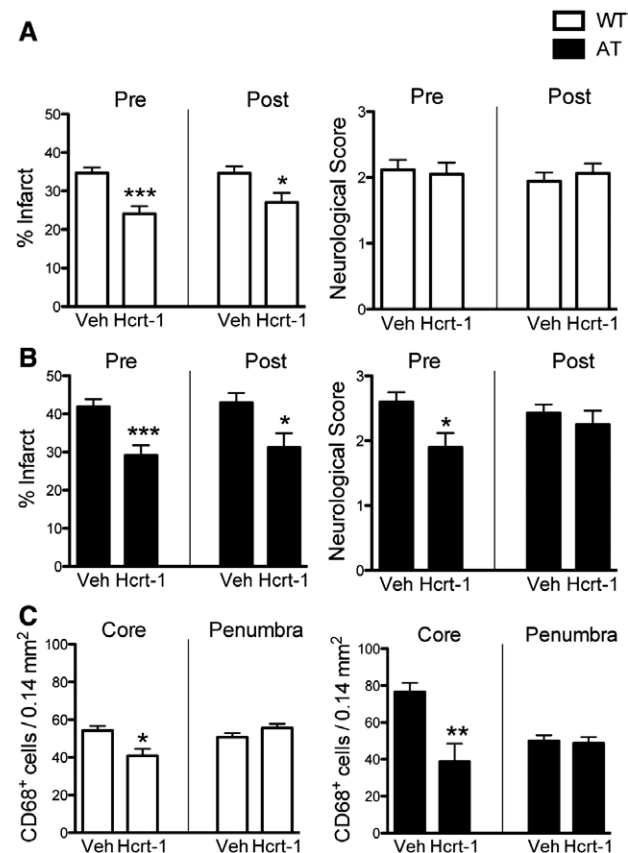 WT
AT
A
Pre Post
% Infarct
50
40
30
20
10
0
***
*
Veh Hcrt-1 Veh Hcrt-1
Pre Post
Neurological Score
3
2
1
0
Veh Hcrt-1 Veh Hcrt-1
B
Pre Post
% Infarct
50
40
30
20
10
0
***
*
Veh Hcrt-1 Veh Hcrt-1
Pre Post
Neurological Score
3
2
1
0
*
Veh Hcrt-1 Veh Hcrt-1
C
Core Penumbra
CD68⁺ cells / 0.14 mm²
100
80
60
40
20
0
*
Veh Hcrt-1 Veh Hcrt-1
Core Penumbra
CD68⁺ cells / 0.14 mm²
100
80
60
40
20
0
**
Veh Hcrt-1 Veh Hcrt-1